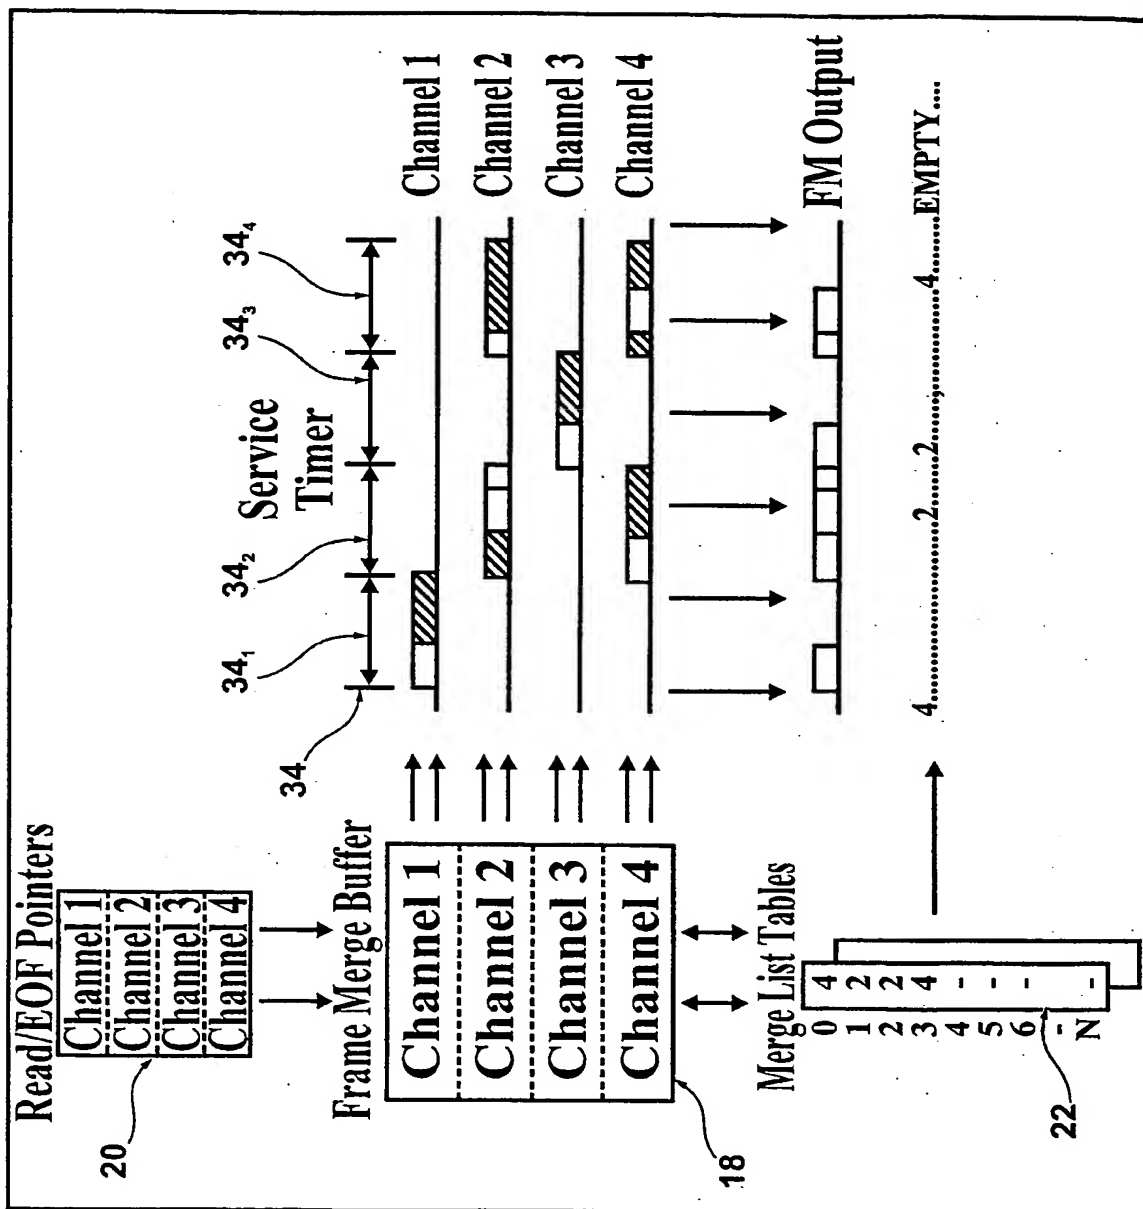 Read/EOF Pointers
Channel 1
Channel 2
Channel 3
Channel 4
20
Frame Merge Buffer
Channel 1
Channel 2
Channel 3
Channel 4
18
Merge List Tables
0 4
1 2
2 2
3 4
4 -
5 -
6 -
-
N -
22
34
34₁
34₂
34₃
34₄
Service
Timer
Channel 1
Channel 2
Channel 3
Channel 4
FM Output
4..............................2........2.......................4........EMPTY....